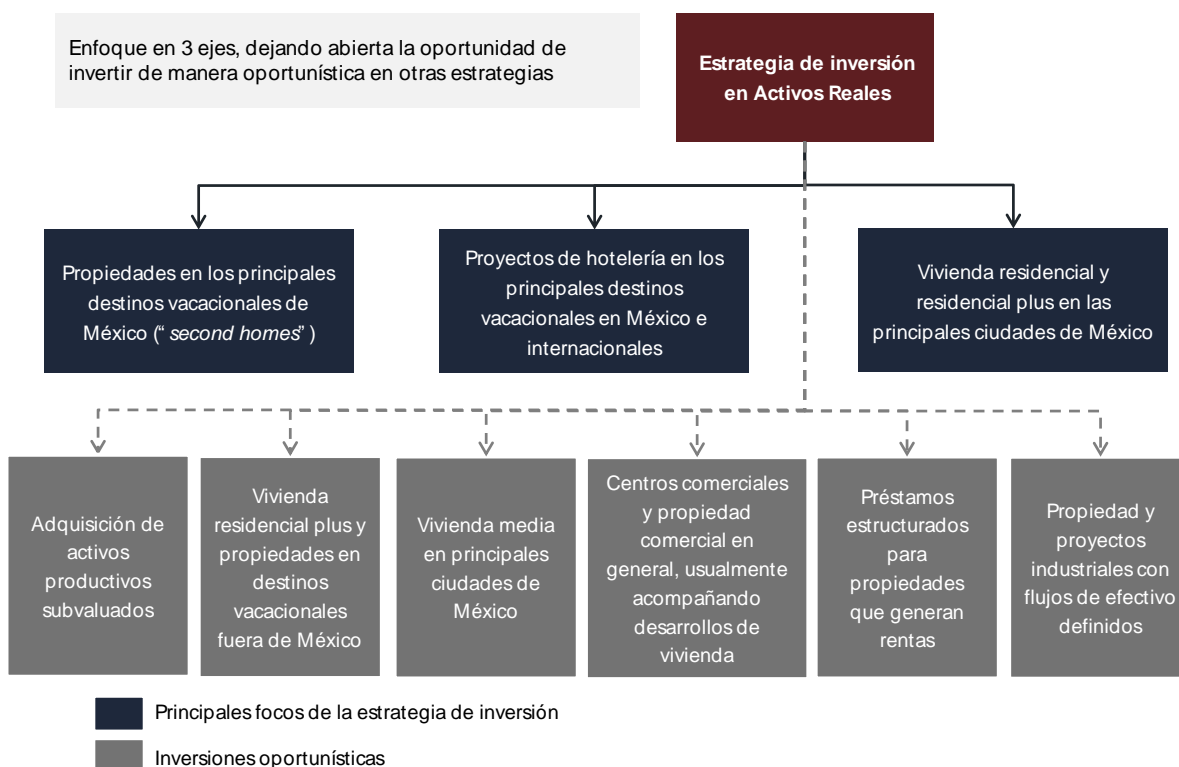 Enfoque en 3 ejes, dejando abierta la oportunidad de
invertir de manera oportunística en otras estrategias
Estrategia de inversión
en Activos Reales
Propiedades en los principales
destinos vacacionales de
México (“ second homes” )
Proyectos de hotelería en los
principales destinos
vacacionales en México e
internacionales
Vivienda residencial y
residencial plus en las
principales ciudades de México
Adquisición de
activos
productivos
subvaluados
Vivienda
residencial plus y
propiedades en
destinos
vacacionales
fuera de México
Vivienda media
en principales
ciudades de
México
Centros comerciales
y propiedad
comercial en
general, usualmente
acompañando
desarrollos de
vivienda
Préstamos
estructurados
para
propiedades
que generan
rentas
Propiedad y
proyectos
industriales con
flujos de efectivo
definidos
Principales focos de la estrategia de inversión
Inversiones oportunísticas